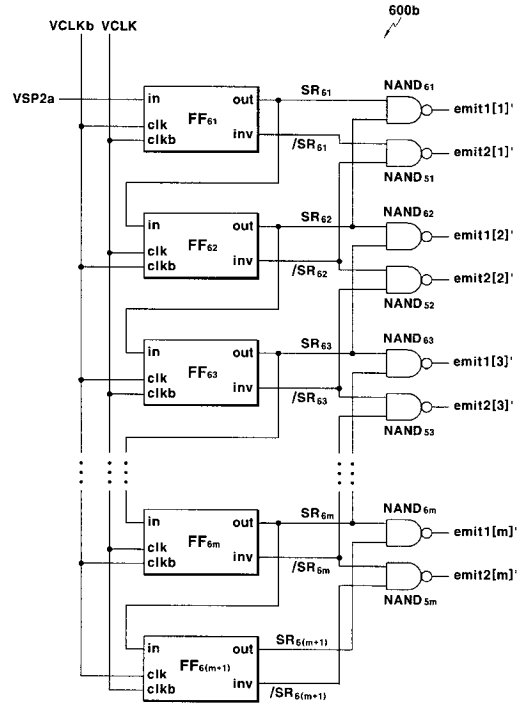 600b
VCLKb VCLK
VSP2a
in out
FF61
clk inv
clkb
SR61
/SR61
NAND61
emit1[1]'
emit2[1]'
NAND51
in out
FF62
clk inv
clkb
SR62
/SR62
NAND62
emit1[2]'
emit2[2]'
NAND52
in out
FF63
clk inv
clkb
SR63
/SR63
NAND63
emit1[3]'
emit2[3]'
NAND53
in out
FF6m
clk inv
clkb
SR6m
/SR6m
NAND6m
emit1[m]'
emit2[m]'
NAND5m
in out
FF6(m+1)
clk inv
clkb
SR6(m+1)
/SR6(m+1)